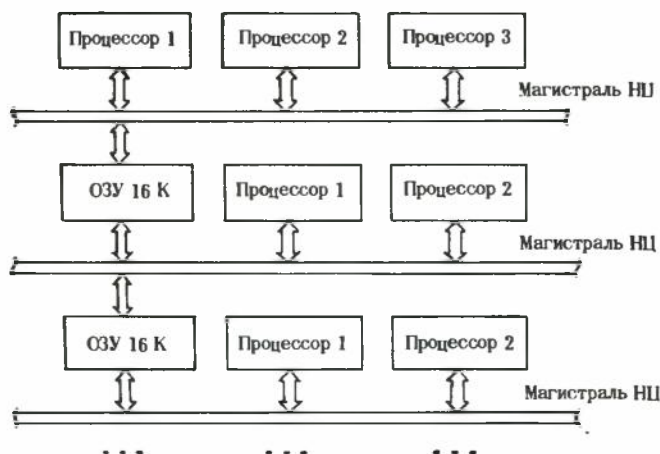 Процессор 1 Процессор 2 Процессор 3
Магистраль НЦ
ОЗУ 16 К Процессор 1 Процессор 2
Магистраль НЦ
ОЗУ 16 К Процессор 1 Процессор 2
Магистраль НЦ